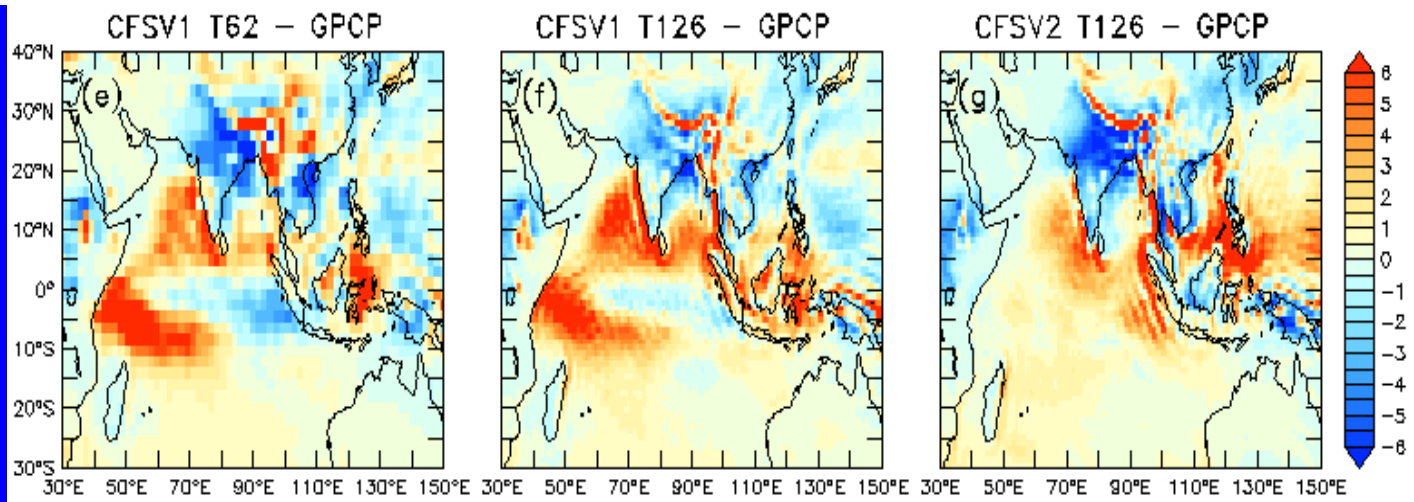 CFSV1 T62 – GPCP
CFSV1 T126 – GPCP
CFSV2 T126 – GPCP
(e)
(f)
(g)
40°N
30°N
20°N
10°N
0°
10°S
20°S
30°S
30°E 50°E 70°E 90°E 110°E 130°E 150°E
30°E 50°E 70°E 90°E 110°E 130°E 150°E
30°E 50°E 70°E 90°E 110°E 130°E 150°E
6
5
4
3
2
1
0
−1
−2
−3
−4
−5
−6